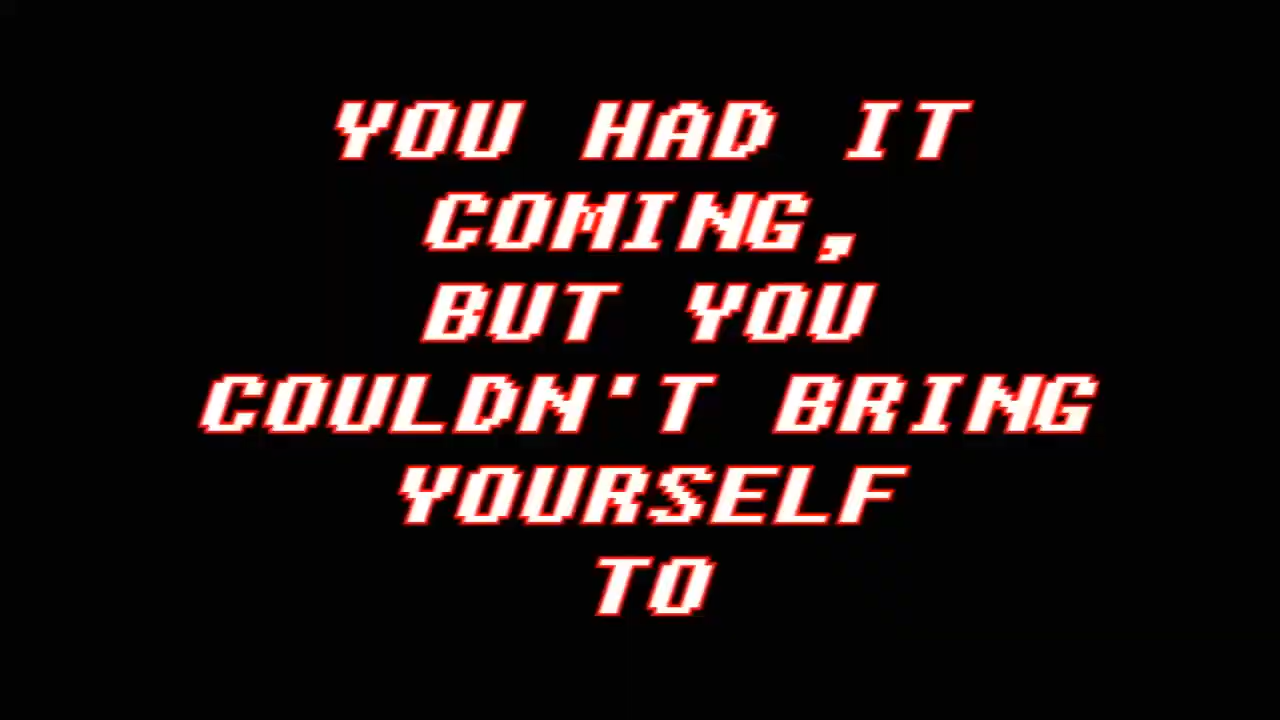 YOU HAD IT
COMING,
BUT YOU
COULDN'T BRING
YOURSELF
TO